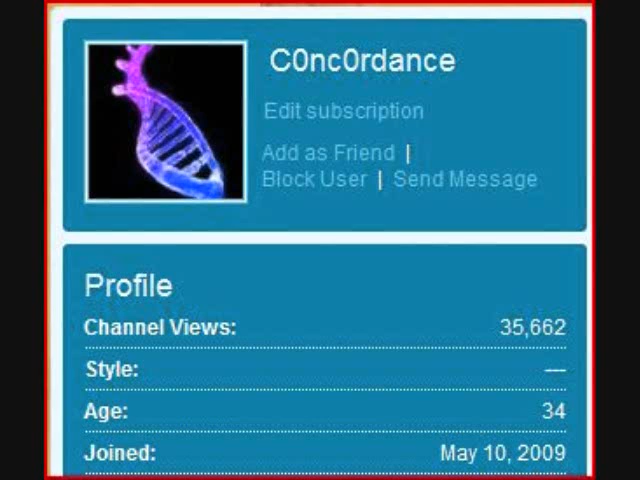 C0nc0rdance
Edit subscription
Add as Friend |
Block User | Send Message
Profile
Channel Views: 35,662
Style: —
Age: 34
Joined: May 10, 2009